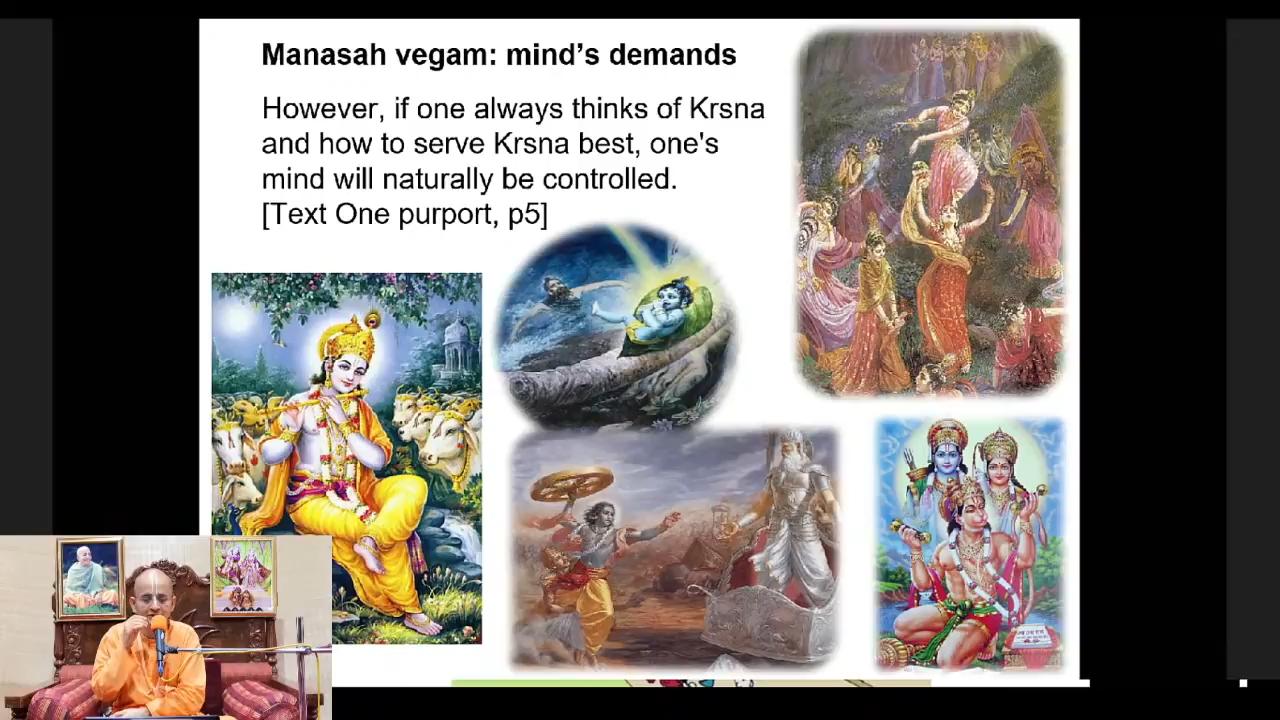 Manasah vegam: mind's demands
However, if one always thinks of Krsna
and how to serve Krsna best, one's
mind will naturally be controlled.
[Text One purport, p5]